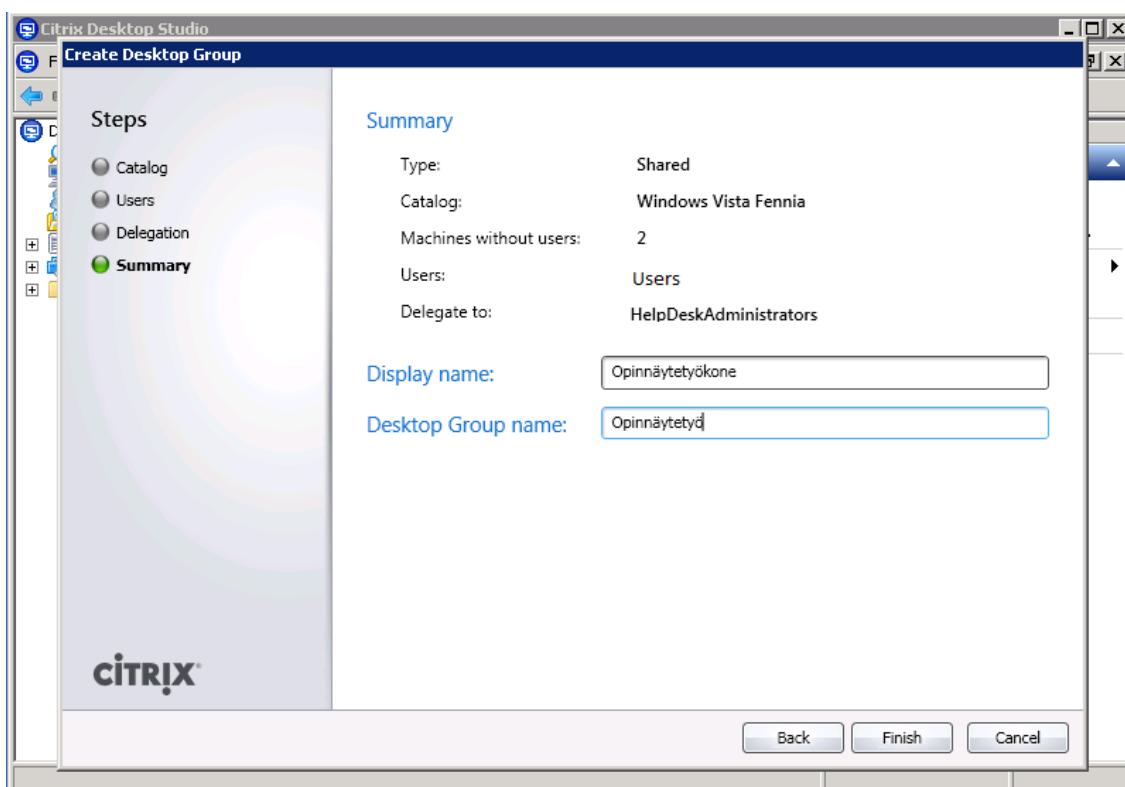 Citrix Desktop Studio
Create Desktop Group
Steps
Catalog
Users
Delegation
Summary
Summary
Type: Shared
Catalog: Windows Vista Fennia
Machines without users: 2
Users: Users
Delegate to: HelpDeskAdministrators
Display name: Opinnäytetyökone
Desktop Group name: Opinnäytetyö
CITRIX
Back Finish Cancel